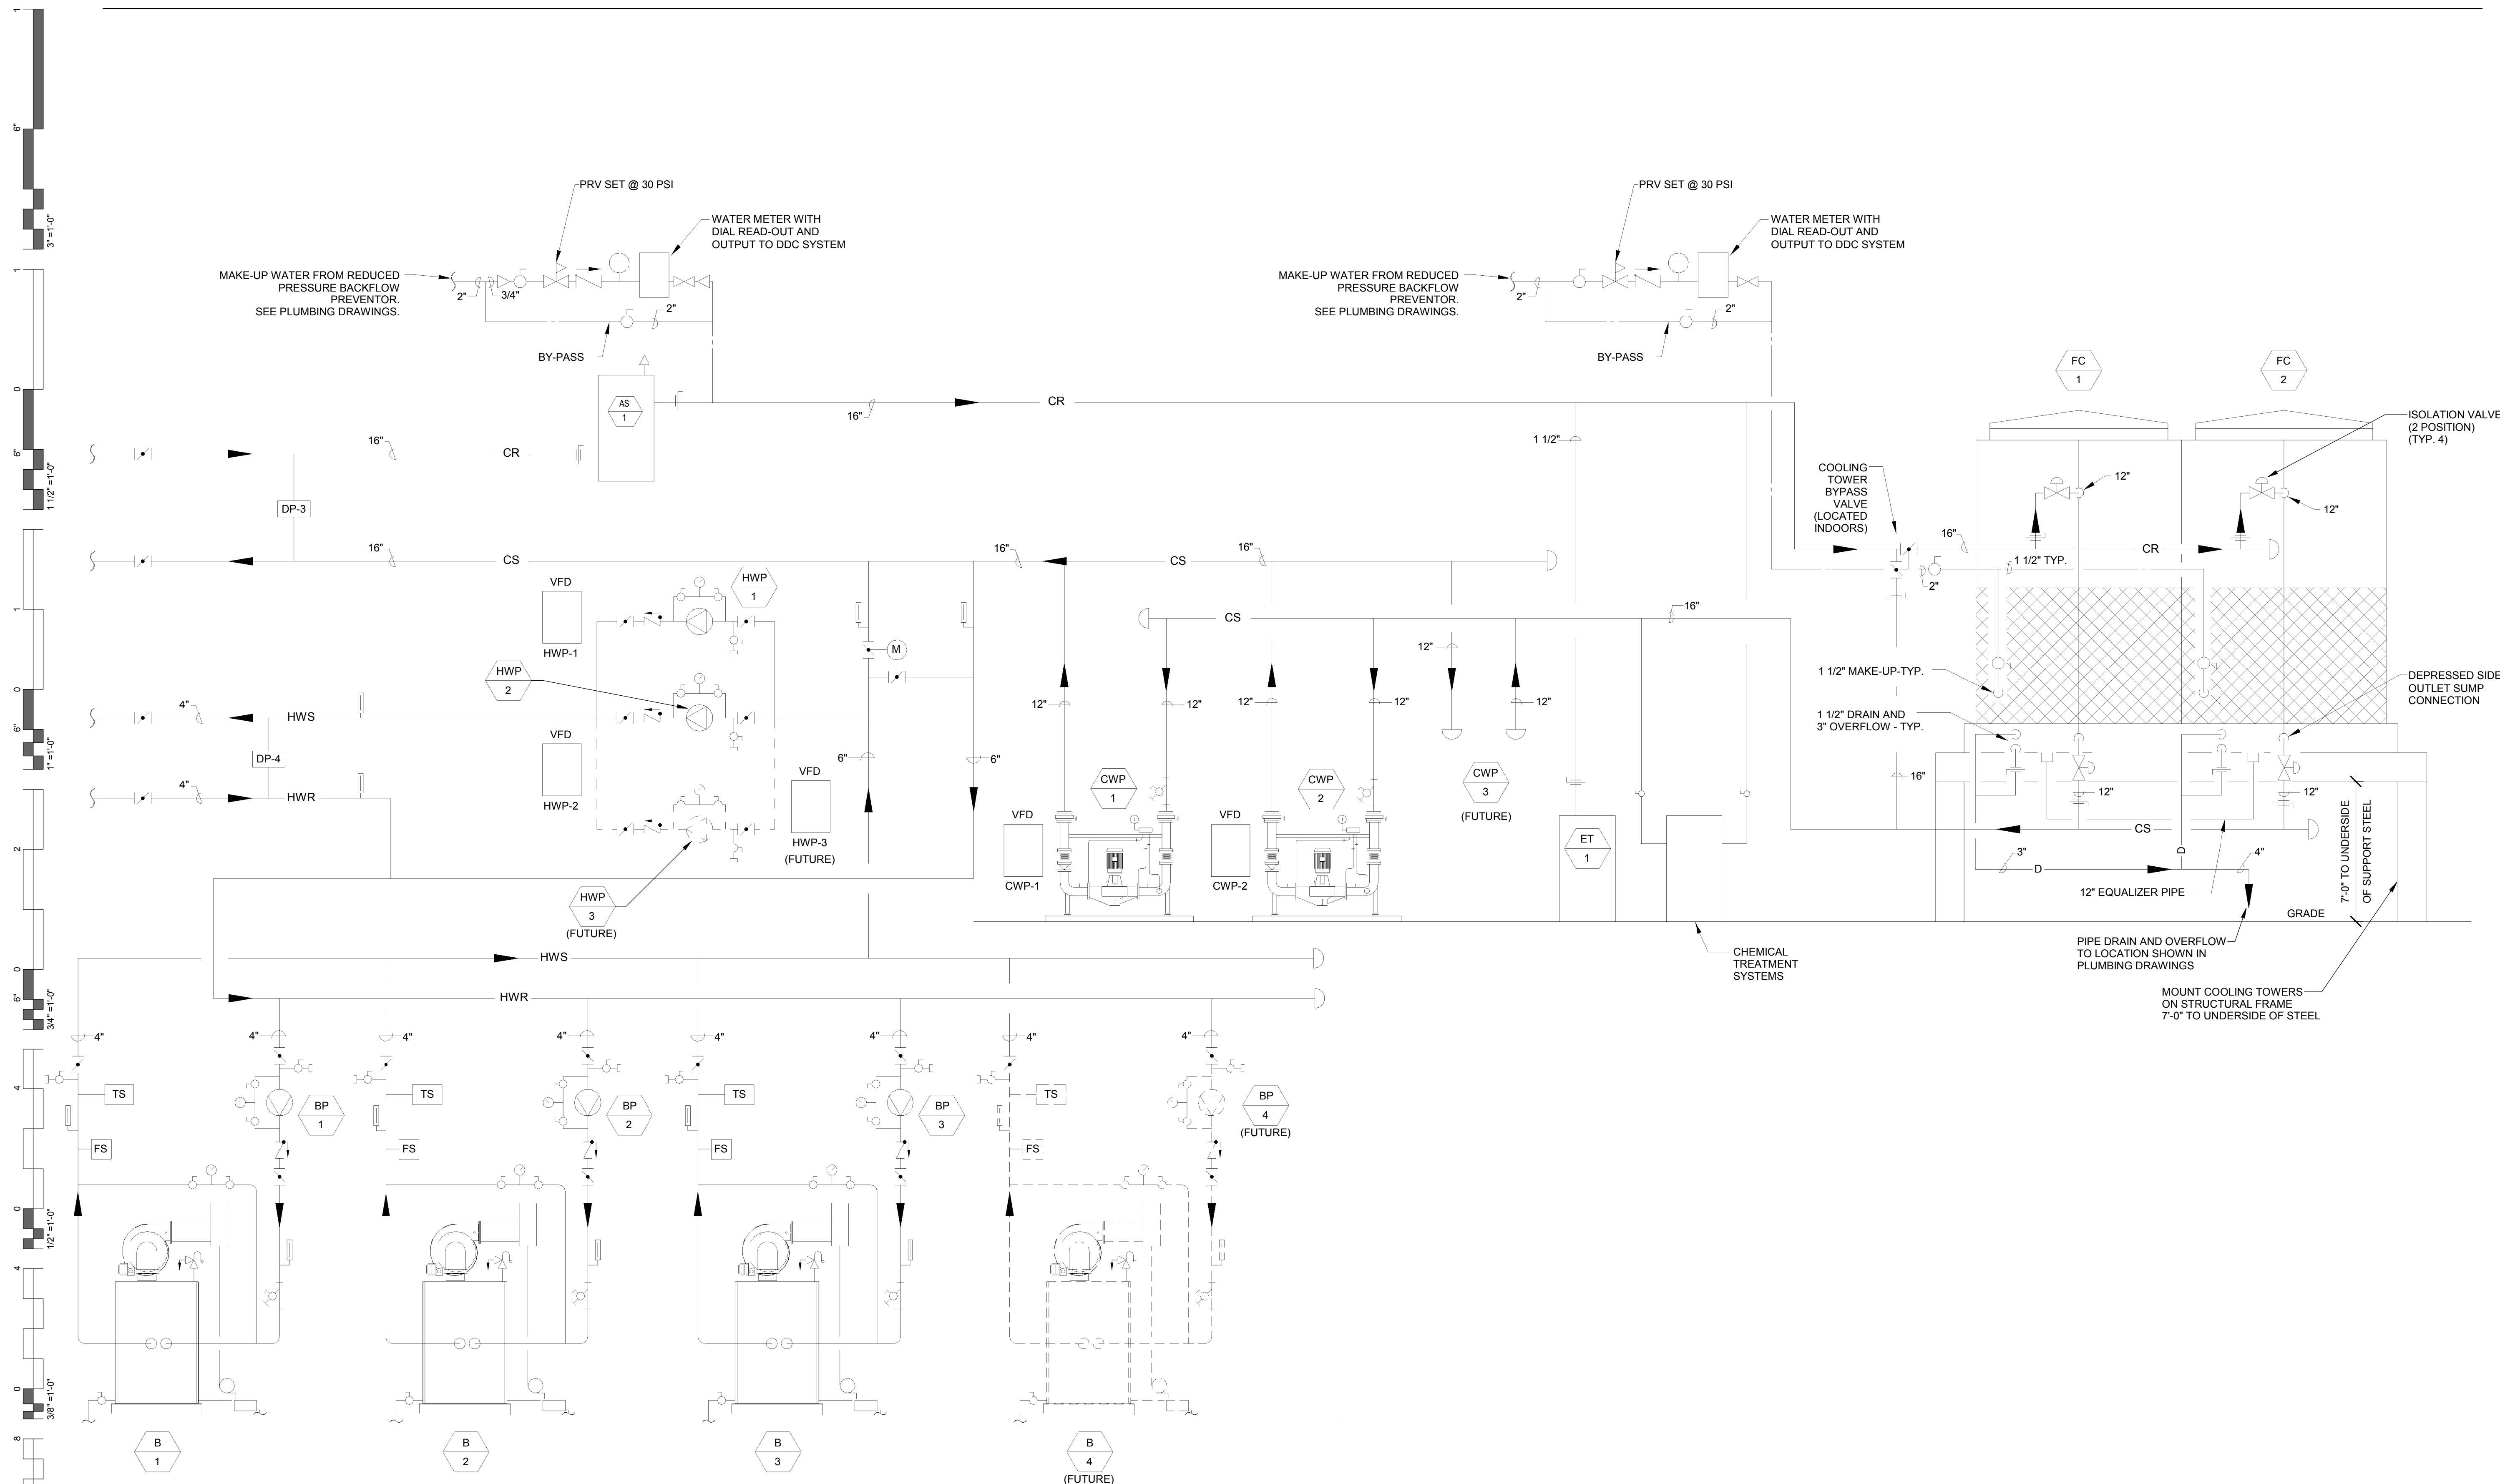 1
6"
3" =1'-0"
1
0
6"
1 1/2" =1'-0"
1
0
6"
1" =1'-0"
2
0
6"
3/4" =1'-0"
4
0
1/2" =1'-0"
4
0
3/8" =1'-0"
8
PRV SET @ 30 PSI
WATER METER WITH
DIAL READ-OUT AND
OUTPUT TO DDC SYSTEM
MAKE-UP WATER FROM REDUCED
PRESSURE BACKFLOW
PREVENTOR.
SEE PLUMBING DRAWINGS.
2"
3/4"
2"
BY-PASS
PRV SET @ 30 PSI
WATER METER WITH
DIAL READ-OUT AND
OUTPUT TO DDC SYSTEM
MAKE-UP WATER FROM REDUCED
PRESSURE BACKFLOW
PREVENTOR.
SEE PLUMBING DRAWINGS.
2"
2"
BY-PASS
FC
1
FC
2
ISOLATION VALVE
(2 POSITION)
(TYP. 4)
AS
1
16"
CR
16"
CR
1 1/2"
COOLING
TOWER
BYPASS
VALVE
(LOCATED
INDOORS)
12"
12"
DP-3
16"
CS
16"
CS
16"
16"
CR
1 1/2" TYP.
2"
VFD
HWP-1
HWP
1
M
CS
16"
12"
HWP
2
4"
HWS
DP-4
4"
HWR
VFD
HWP-2
VFD
HWP-3
(FUTURE)
6"
6"
12"
12"
12"
12"
12"
1 1/2" MAKE-UP-TYP.
1 1/2" DRAIN AND
3" OVERFLOW - TYP.
DEPRESSED SIDE
OUTLET SUMP
CONNECTION
CWP
1
CWP
2
CWP
3
(FUTURE)
VFD
CWP-1
VFD
CWP-2
ET
1
16"
12"
12"
CS
3"
D
D
4"
12" EQUALIZER PIPE
7'-0" TO UNDERSIDE
OF SUPPORT STEEL
GRADE
HWP
3
(FUTURE)
HWS
HWR
CHEMICAL
TREATMENT
SYSTEMS
PIPE DRAIN AND OVERFLOW
TO LOCATION SHOWN IN
PLUMBING DRAWINGS
MOUNT COOLING TOWERS
ON STRUCTURAL FRAME
7'-0" TO UNDERSIDE OF STEEL
4"
4"
4"
4"
4"
4"
4"
4"
TS
BP
1
FS
TS
BP
2
FS
TS
BP
3
FS
TS
BP
4
(FUTURE)
FS
B
1
B
2
B
3
B
4
(FUTURE)